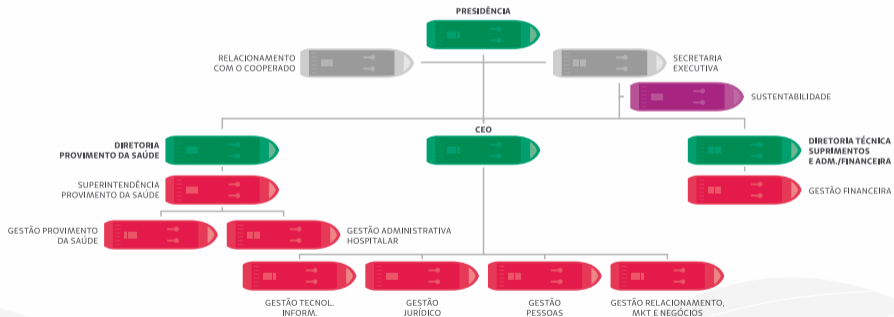 PRESIDÊNCIA
RELACIONAMENTO
COM O COOPERADO
SECRETARIA
EXECUTIVA
SUSTENTABILIDADE
DIRETORIA
PROVIMENTO DA SAÚDE
CEO
DIRETORIA TÉCNICA
SUPRIMENTOS
E ADM./FINANCEIRA
SUPERINTENDÊNCIA
PROVIMENTO DA SAÚDE
GESTÃO FINANCEIRA
GESTÃO PROVIMENTO
DA SAÚDE
GESTÃO ADMINISTRATIVA
HOSPITALAR
GESTÃO TECNOL.
INFORM.
GESTÃO
JURÍDICO
GESTÃO
PESSOAS
GESTÃO RELACIONAMENTO,
MKT E NEGÓCIOS